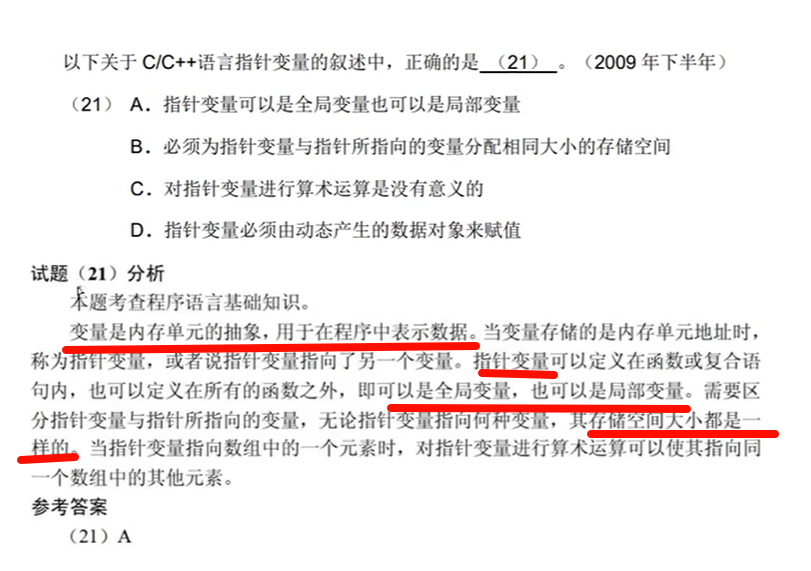 以下关于 C/C++语言指针变量的叙述中，正确的是 （21） 。（2009 年下半年）
（21） A．指针变量可以是全局变量也可以是局部变量
B．必须为指针变量与指针所指向的变量分配相同大小的存储空间
C．对指针变量进行算术运算是没有意义的
D．指针变量必须由动态产生的数据对象来赋值
试题（21）分析
本题考查程序语言基础知识。
变量是内存单元的抽象，用于在程序中表示数据。当变量存储的是内存单元地址时，
称为指针变量，或者说指针变量指向了另一个变量。指针变量可以定义在函数或复合语
句内，也可以定义在所有的函数之外，即可以是全局变量，也可以是局部变量。需要区
分指针变量与指针所指向的变量，无论指针变量指向何种变量，其存储空间大小都是一
样的。当指针变量指向数组中的一个元素时，对指针变量进行算术运算可以使其指向同
一个数组中的其他元素。
参考答案
（21）A